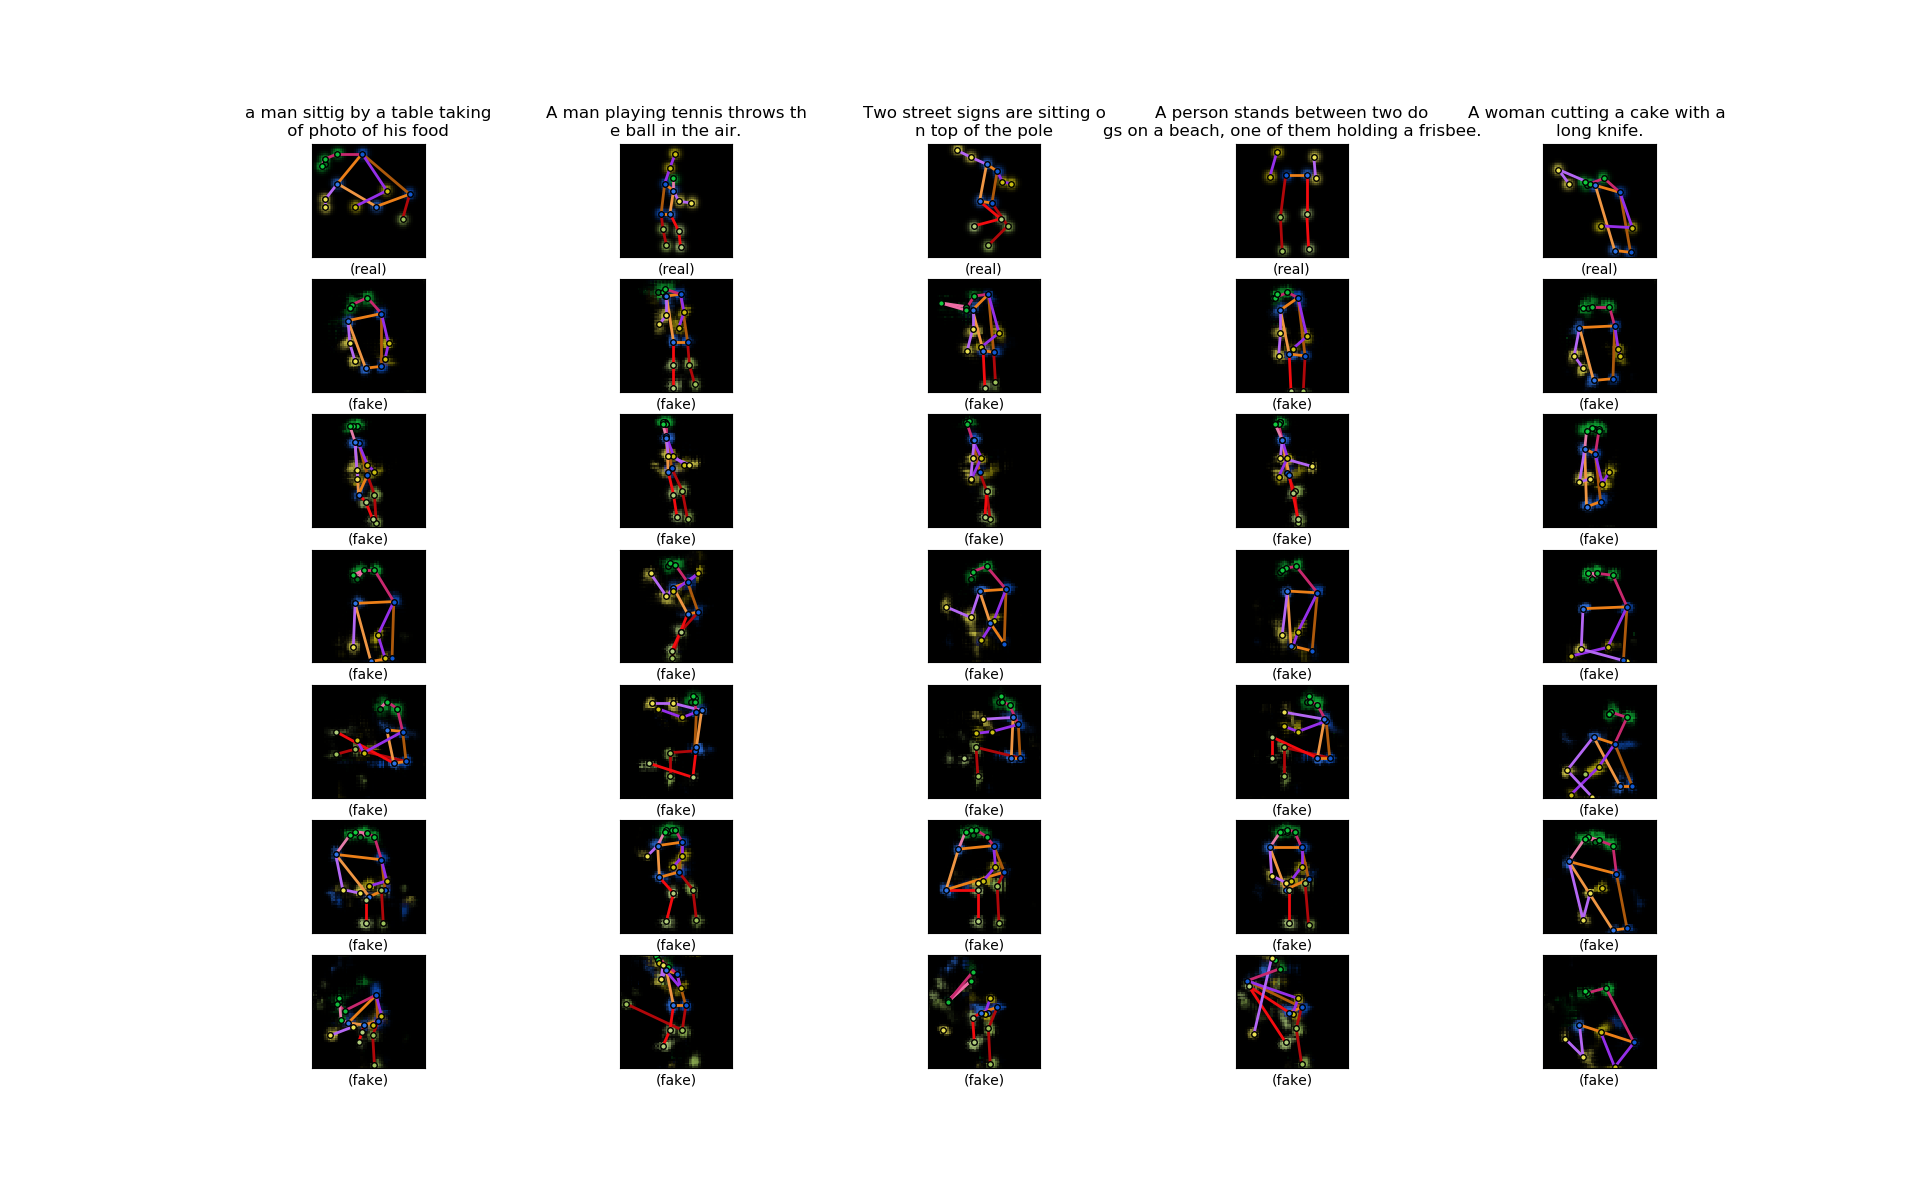 a man sittig by a table taking
of photo of his food
A man playing tennis throws th
e ball in the air.
Two street signs are sitting o
n top of the pole
A person stands between two do
gs on a beach, one of them holding a frisbee.
A woman cutting a cake with a
long knife.
(real) (real) (real) (real) (real)
(fake) (fake) (fake) (fake) (fake)
(fake) (fake) (fake) (fake) (fake)
(fake) (fake) (fake) (fake) (fake)
(fake) (fake) (fake) (fake) (fake)
(fake) (fake) (fake) (fake) (fake)
(fake) (fake) (fake) (fake) (fake)